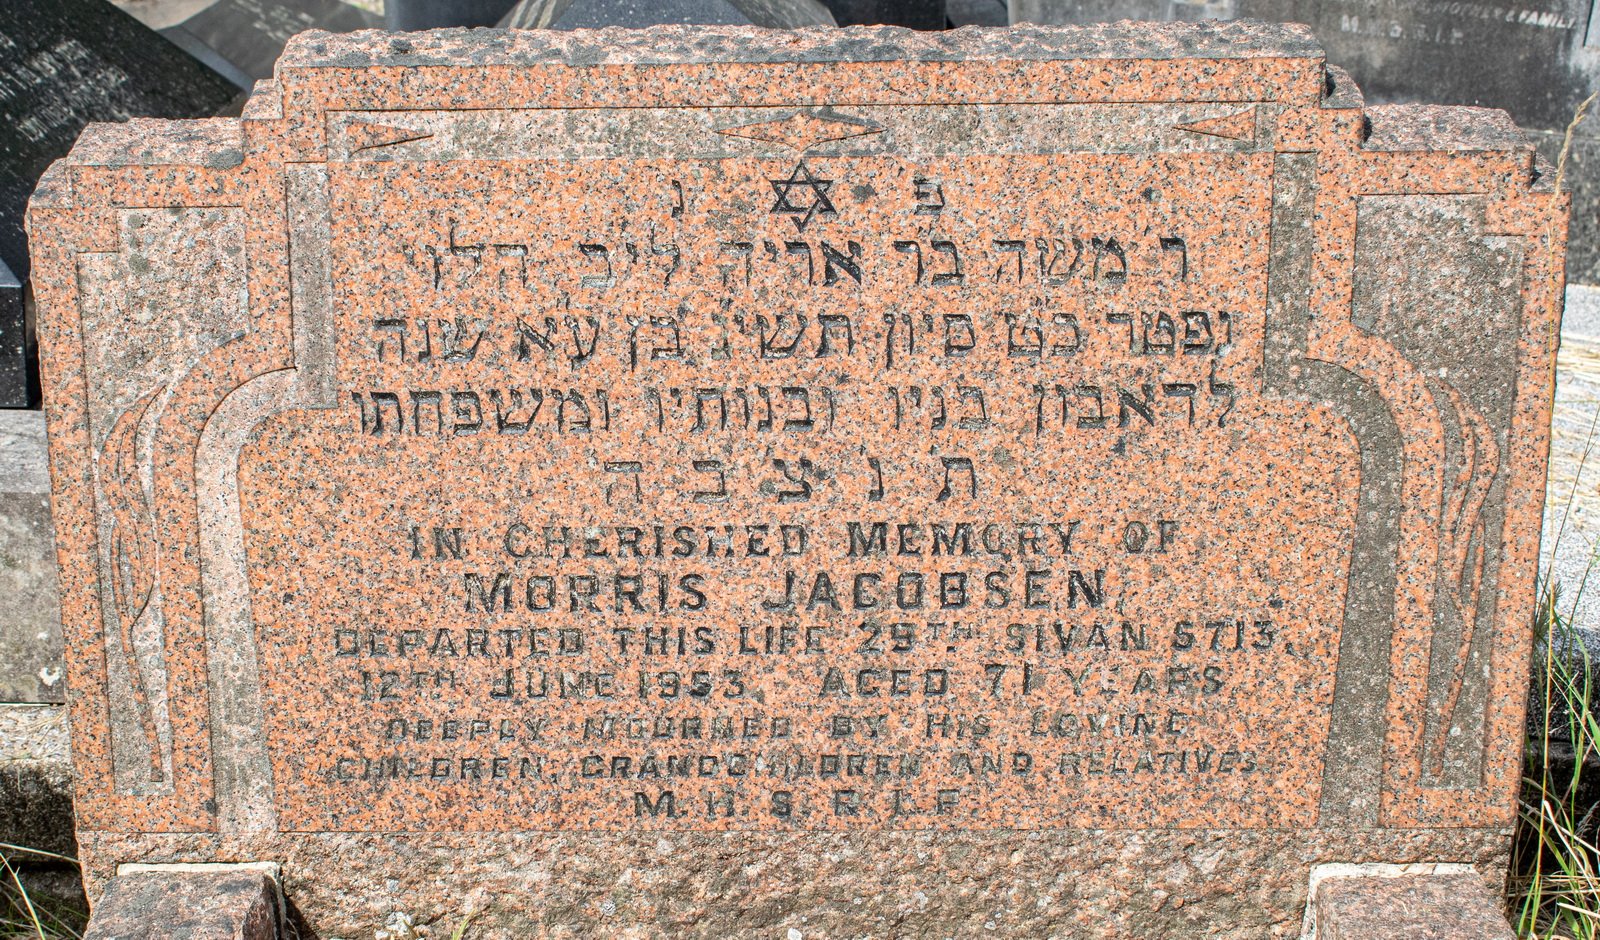 MOTHER & FAMILY
M.H.S.R.I.P.
פ נ
ר משה בר אריה ליב הלוי
נפטר כ״ט סיון תשי״ג בן ע״א שנה
לדאבון בניו ובנותיו ומשפחתו
ת נ צ ב ה
IN CHERISHED MEMORY OF
MORRIS JACOBSEN,
DEPARTED THIS LIFE 29TH SIVAN 5713,
12TH JUNE 1953. AGED 71 YEARS.
DEEPLY MOURNED BY HIS LOVING
CHILDREN, GRANDCHILDREN AND RELATIVES.
M.H.S.R.I.P.